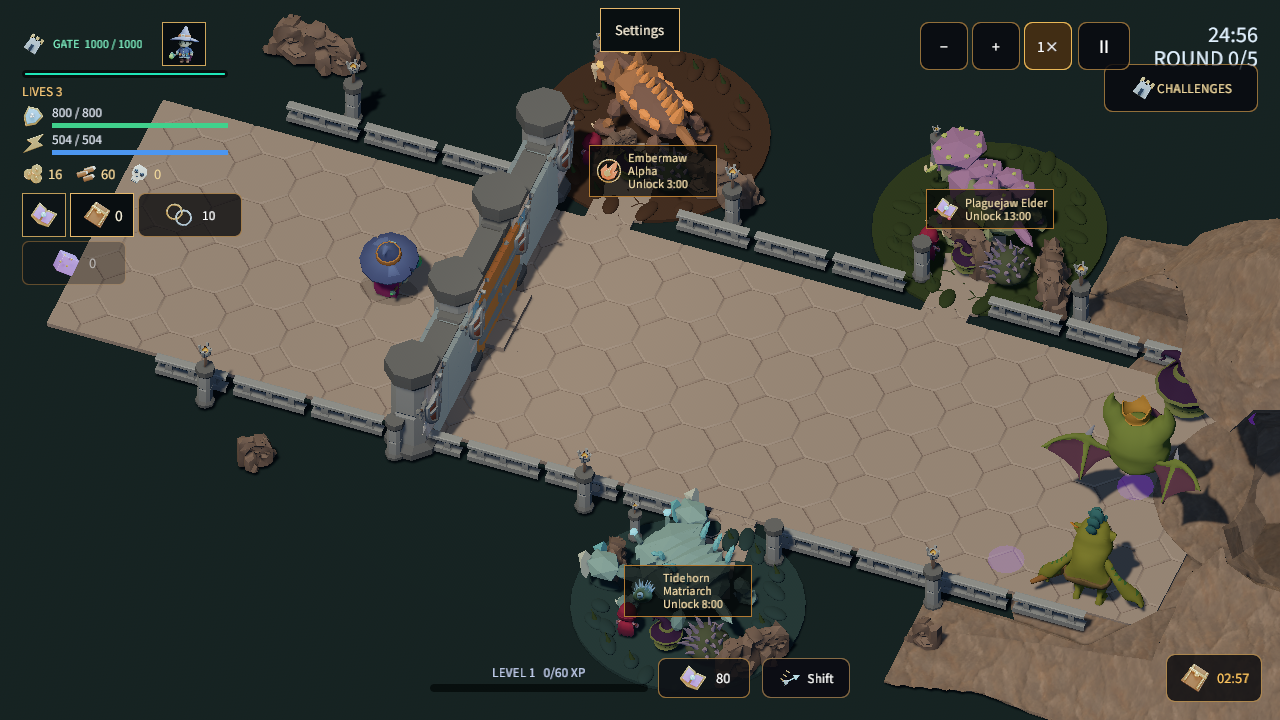 GATE 1000 / 1000
Settings
−
+
1×
24:56
ROUND 0/5
CHALLENGES
LIVES 3
800 / 800
504 / 504
16
60
0
0
10
0
Embermaw
Alpha
Unlock 3:00
Plaguejaw Elder
Unlock 13:00
Tidehorn
Matriarch
Unlock 8:00
LEVEL 1 0/60 XP
80
Shift
02:57